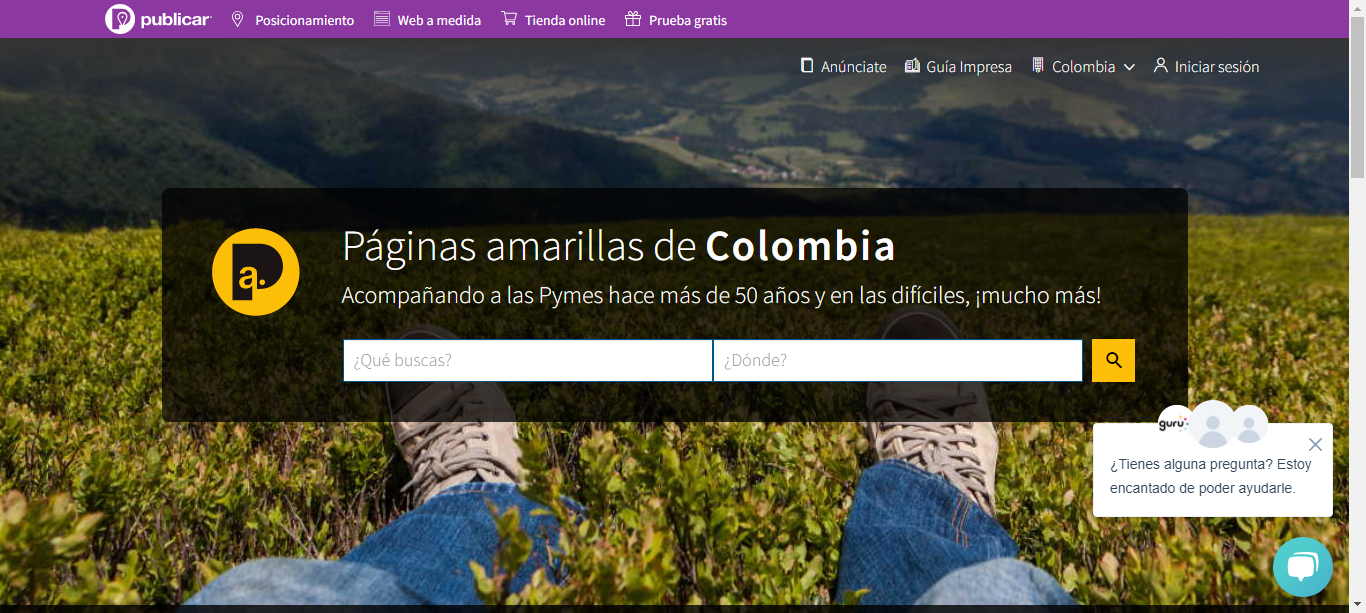 publicar
Posicionamiento
Web a medida
Tienda online
Prueba gratis
Anúnciate
Guía Impresa
Colombia
Iniciar sesión
a.
Páginas amarillas de Colombia
Acompañando a las Pymes hace más de 50 años y en las difíciles, ¡mucho más!
¿Qué buscas?
¿Dónde?
guru
¿Tienes alguna pregunta? Estoy
encantado de poder ayudarle.